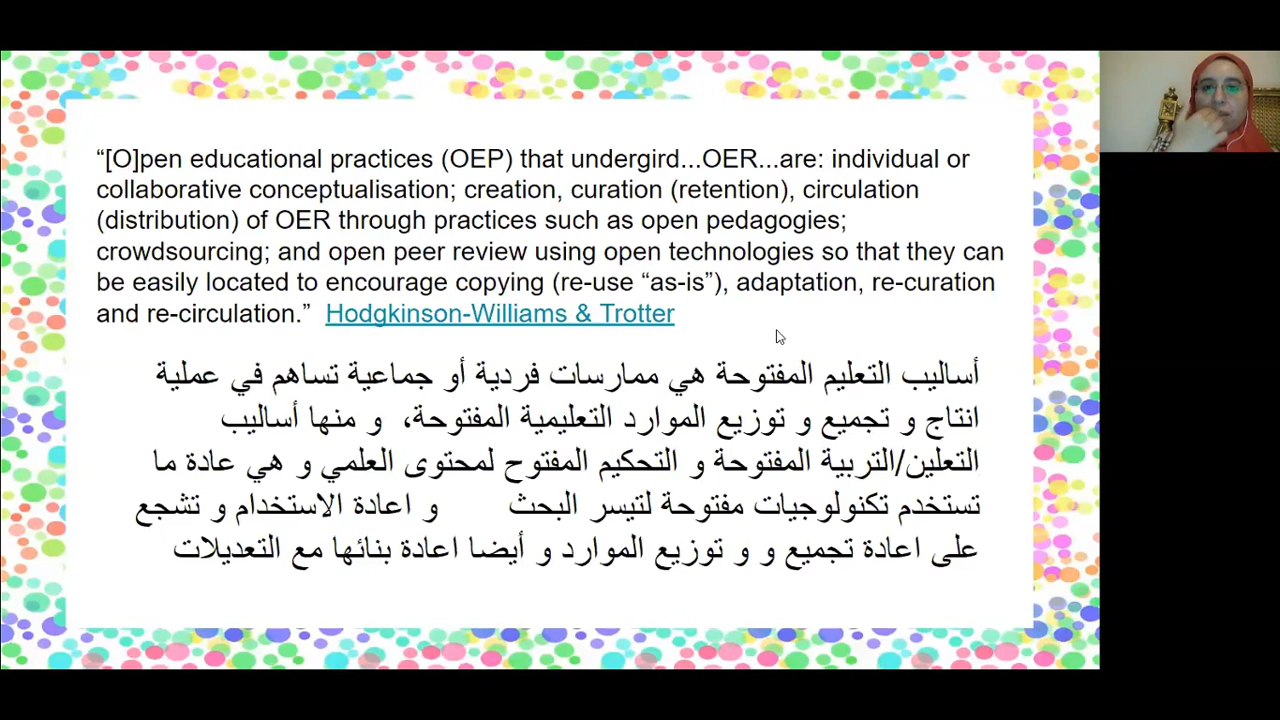 “[O]pen educational practices (OEP) that undergird...OER...are: individual or
collaborative conceptualisation; creation, curation (retention), circulation
(distribution) of OER through practices such as open pedagogies;
crowdsourcing; and open peer review using open technologies so that they can
be easily located to encourage copying (re-use “as-is”), adaptation, re-curation
and re-circulation.” Hodgkinson-Williams & Trotter
أساليب التعليم المفتوحة هي ممارسات فردية أو جماعية تساهم في عملية
انتاج و تجميع و توزيع الموارد التعليمية المفتوحة، و منها أساليب
التعلين/التربية المفتوحة و التحكيم المفتوح لمحتوى العلمي و هي عادة ما
تستخدم تكنولوجيات مفتوحة لتيسر البحث و اعادة الاستخدام و تشجع
على اعادة تجميع و و توزيع الموارد و أيضا اعادة بنائها مع التعديلات